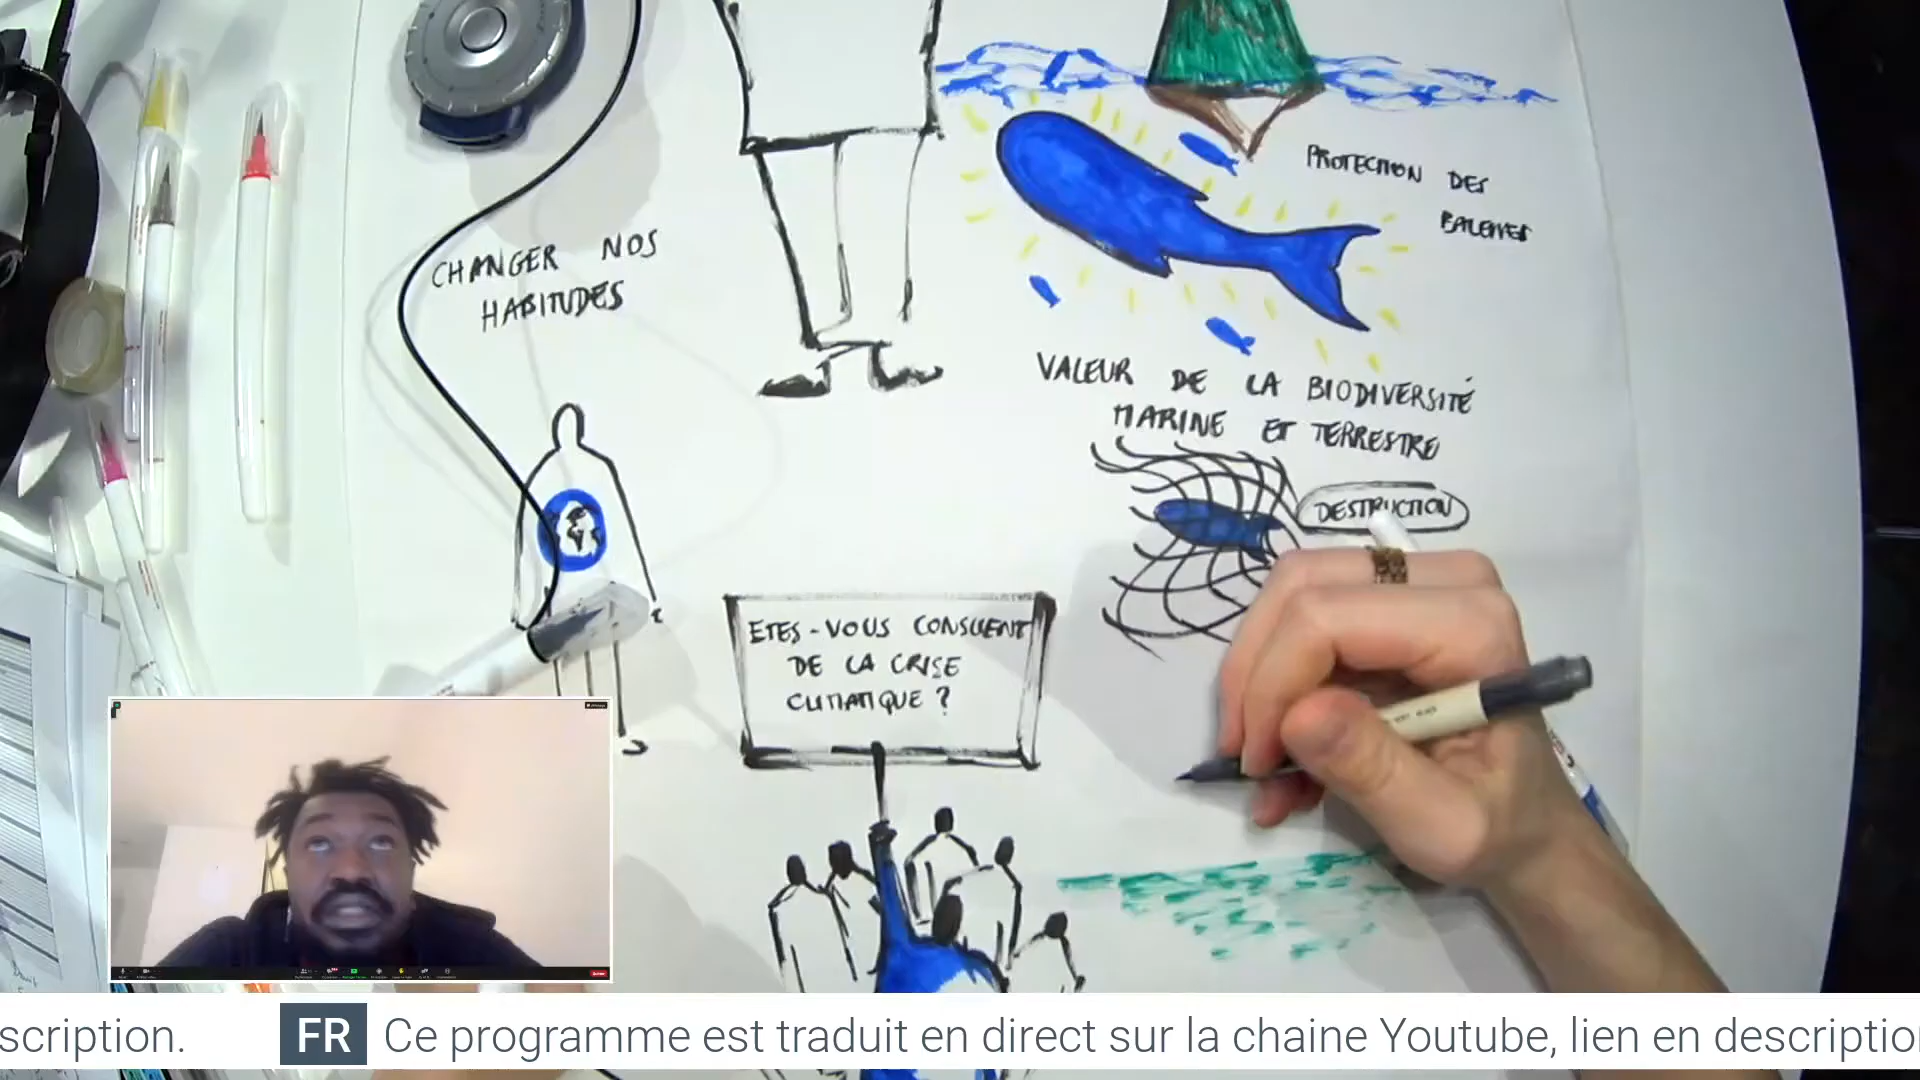 PROTECTION DES
BALEINES
CHANGER NOS
HABITUDES
VALEUR DE LA BIODIVERSITÉ
MARINE ET TERRESTRE
DESTRUCTION
ETES-VOUS CONSCIENT
DE LA CRISE
CLIMATIQUE ?
scription. FR Ce programme est traduit en direct sur la chaine Youtube, lien en descriptio